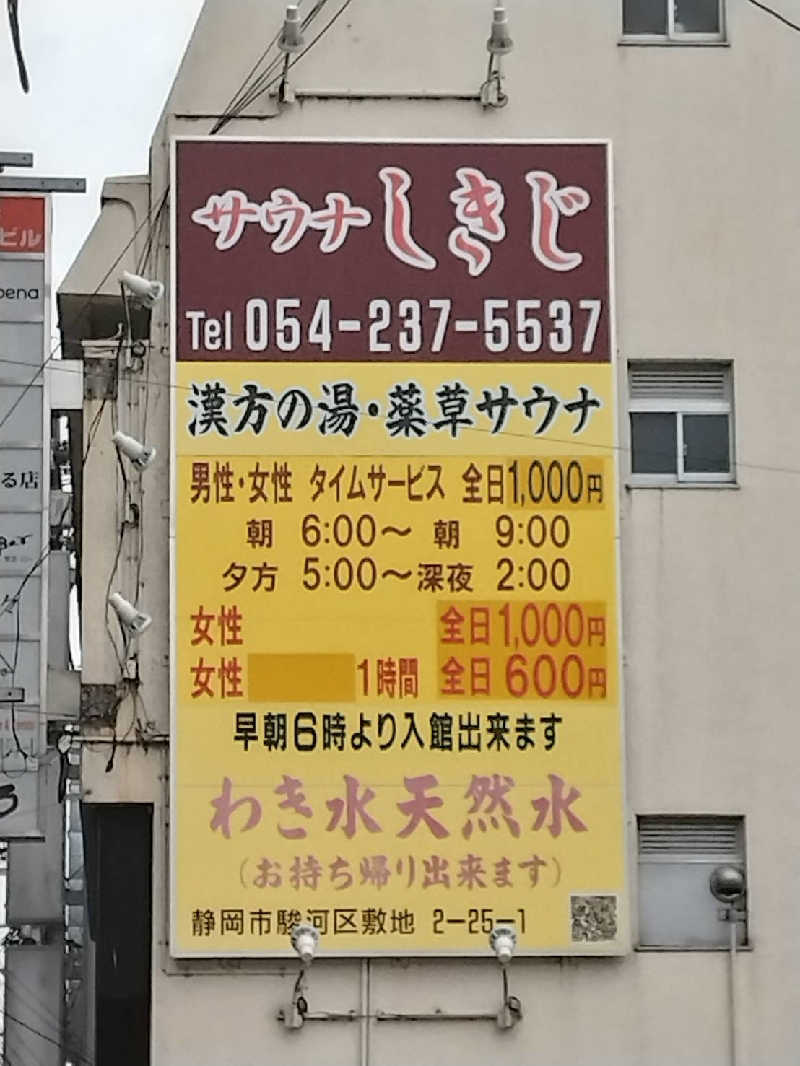 サウナしきじ
Tel 054-237-5537
漢方の湯・薬草サウナ
男性・女性 タイムサービス 全日1,000円
朝 6:00〜 朝 9:00
夕方 5:00〜深夜 2:00
女性 全日1,000円
女性 1時間 全日600円
早朝6時より入館出来ます
わき水天然水
(お持ち帰り出来ます)
静岡市駿河区敷地 2-25-1
ビル
る店